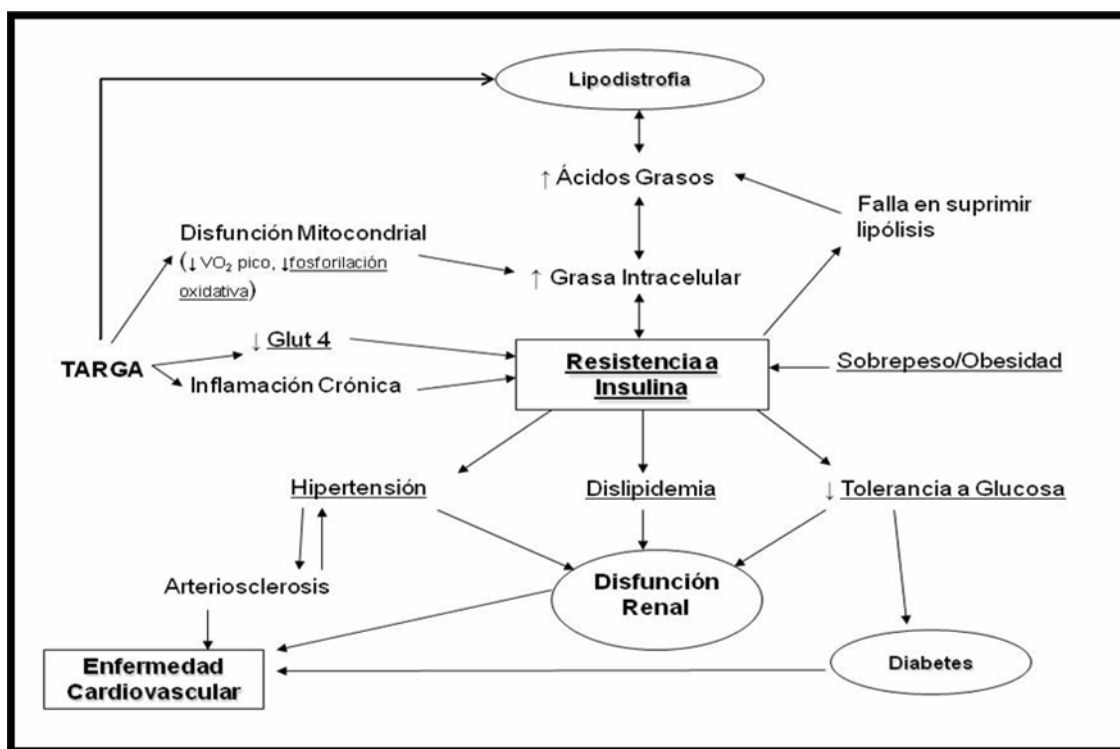 Lipodistrofia
↑ Ácidos Grasos
Falla en suprimir
lipólisis
Disfunción Mitocondrial
(↓VO₂ pico, ↓fosforilación
oxidativa)
↑ Grasa Intracelular
↓ Glut 4
TARGA
Inflamación Crónica
Resistencia a
Insulina
Sobrepeso/Obesidad
Hipertensión
Dislipidemia
↓ Tolerancia a Glucosa
Arteriosclerosis
Disfunción
Renal
Enfermedad
Cardiovascular
Diabetes